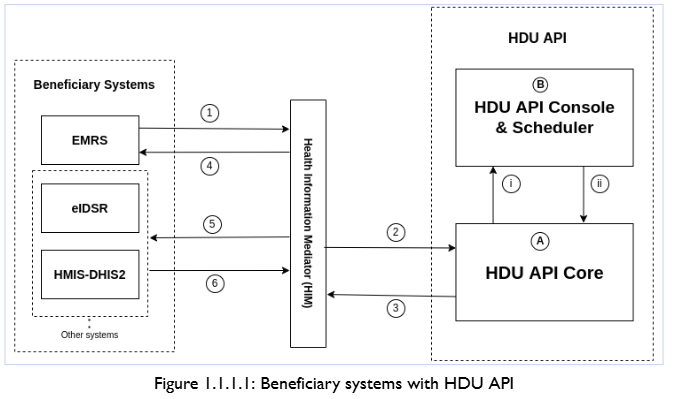 HDU API
Beneficiary Systems
EMRS
eIDSR
HMIS-DHIS2
Other systems
1
4
5
6
Health Information Mediator (HIM)
2
3
B
HDU API Console
& Scheduler
i
ii
A
HDU API Core
Figure 1.1.1.1: Beneficiary systems with HDU API